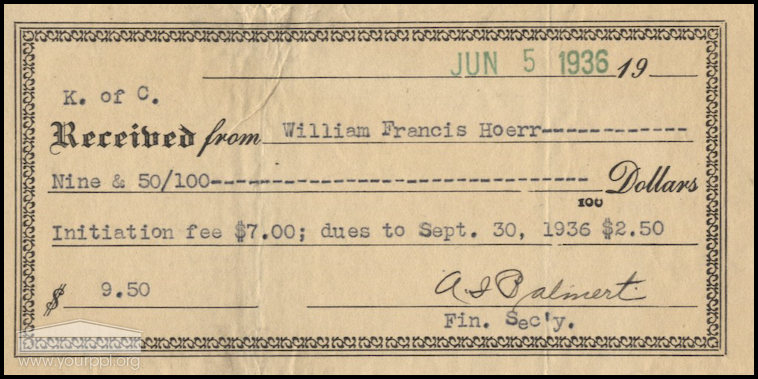 JUN 5 1936 19
K. of C.
Received from William Francis Hoerr------------
Nine & 50/100------------------------------- Dollars
100
Initiation fee $7.00; dues to Sept. 30, 1936 $2.50
$ 9.50 A S Balmert
Fin. Sec'y.
www.yourppl.org